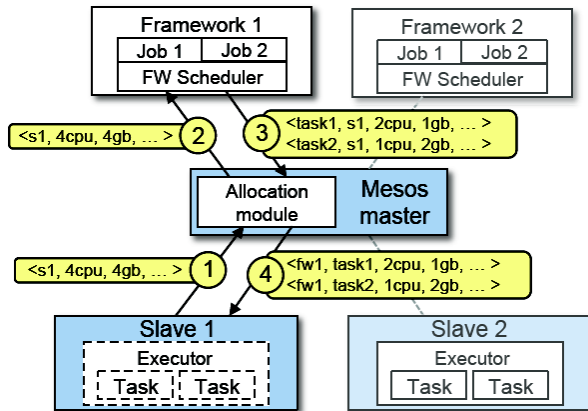 Framework 1
Job 1 Job 2
FW Scheduler
Framework 2
Job 1 Job 2
FW Scheduler
<s1, 4cpu, 4gb, … >
2
3
<task1, s1, 2cpu, 1gb, … >
<task2, s1, 1cpu, 2gb, … >
Allocation
module
Mesos
master
<s1, 4cpu, 4gb, … >
1
4
<fw1, task1, 2cpu, 1gb, … >
<fw1, task2, 1cpu, 2gb, … >
Slave 1
Executor
Task Task
Slave 2
Executor
Task Task